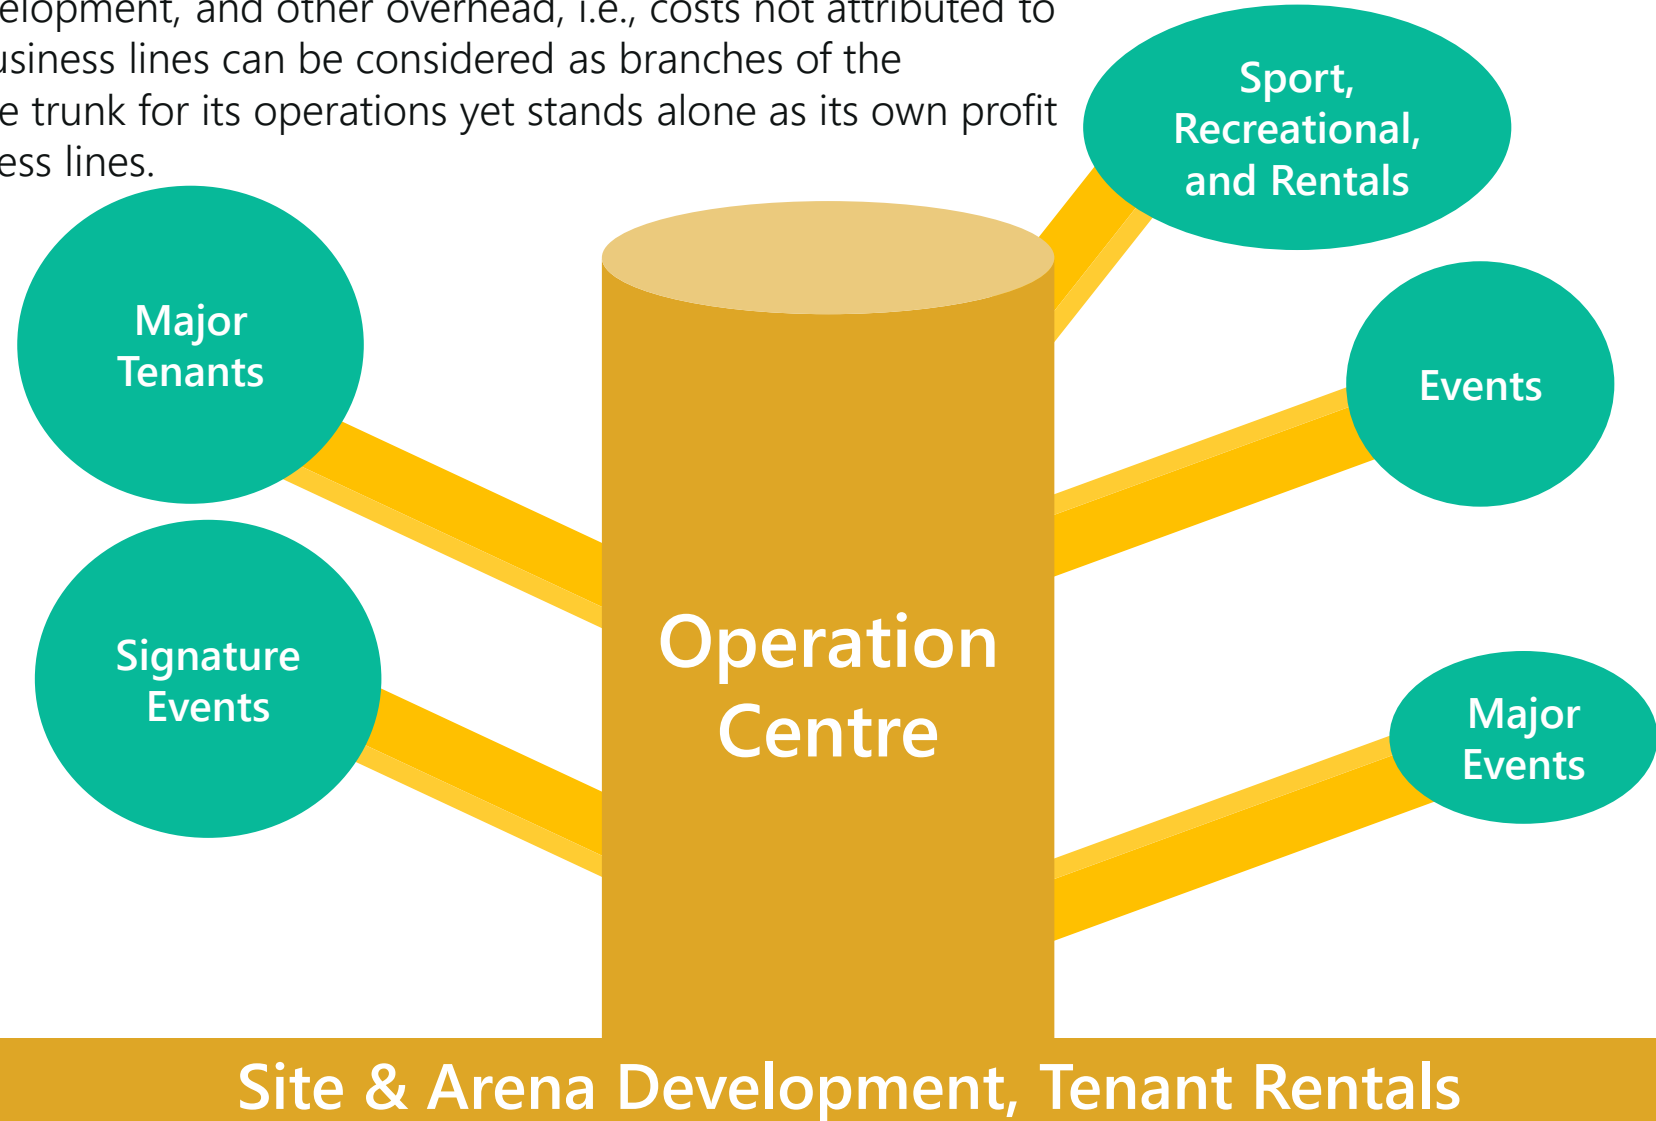 elopment, and other overhead, i.e., costs not attributed to
usiness lines can be considered as branches of the
e trunk for its operations yet stands alone as its own profit
ess lines.
Sport,
Recreational,
and Rentals
Major
Tenants
Events
Signature
Events
Operation
Centre
Major
Events
Site & Arena Development, Tenant Rentals